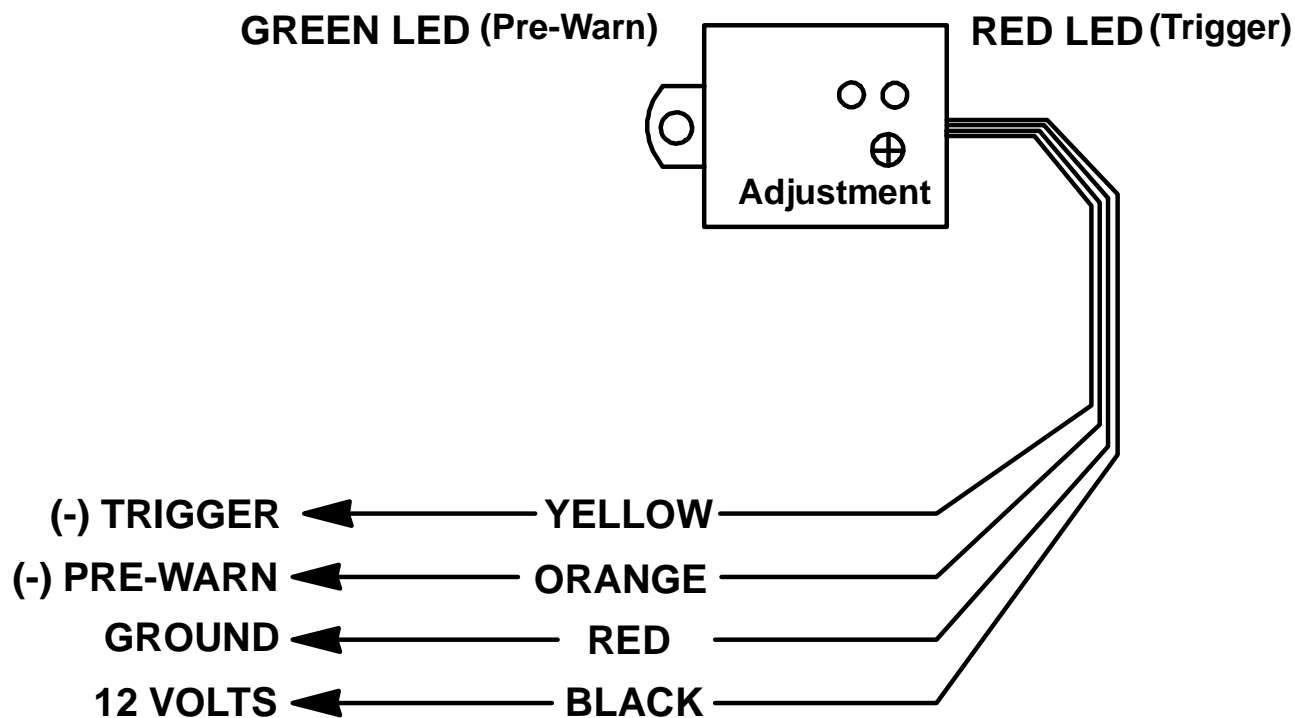 GREEN LED (Pre-Warn) RED LED (Trigger)
Adjustment
(-) TRIGGER YELLOW
(-) PRE-WARN ORANGE
GROUND RED
12 VOLTS BLACK